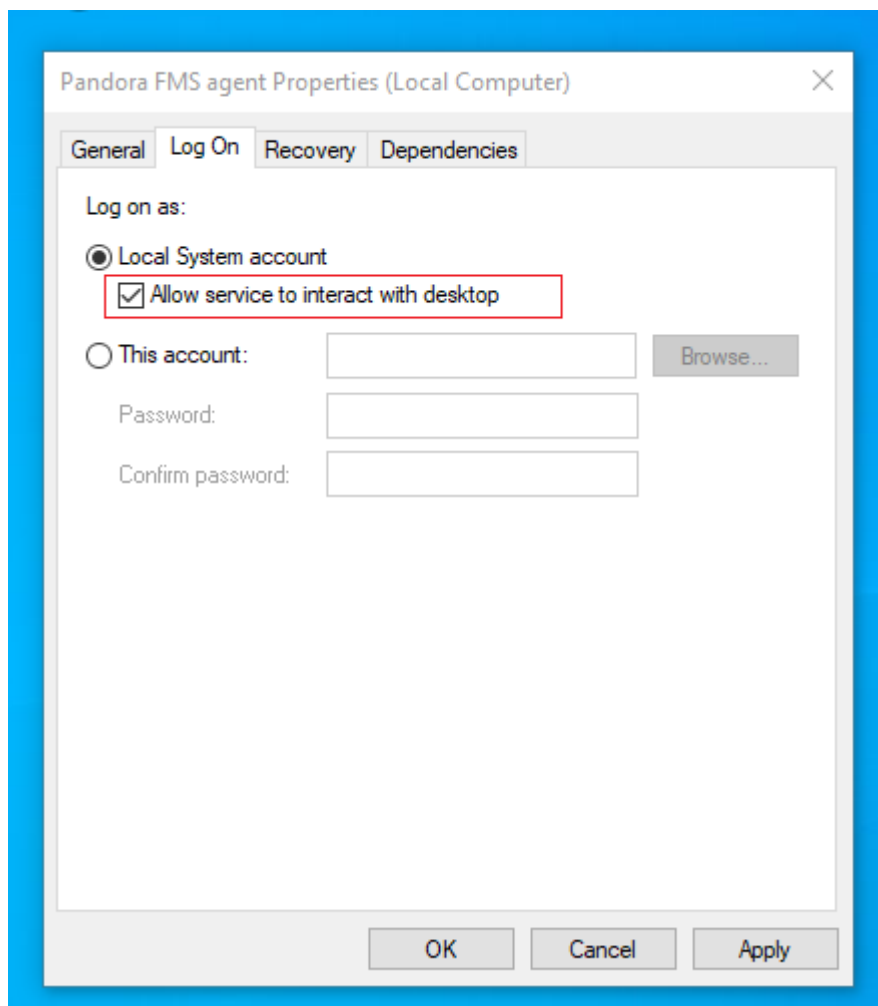 Pandora FMS agent Properties (Local Computer)
General Log On Recovery Dependencies
Log on as:
Local System account
Allow service to interact with desktop
This account: Browse...
Password:
Confirm password:
OK Cancel Apply